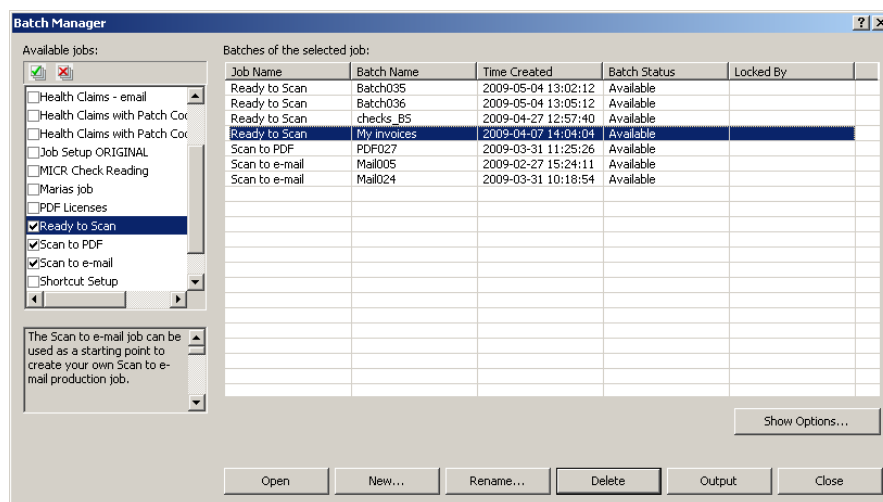 Batch Manager
Available jobs:
Health Claims - email
Health Claims with Patch Coc
Health Claims with Patch Coc
Job Setup ORIGINAL
MICR Check Reading
Marias job
PDF Licenses
Ready to Scan
Scan to PDF
Scan to e-mail
Shortcut Setup
The Scan to e-mail job can be
used as a starting point to
create your own Scan to e-
mail production job.
Batches of the selected job:
Job Name Batch Name Time Created Batch Status Locked By
Ready to Scan Batch035 2009-05-04 13:02:12 Available
Ready to Scan Batch036 2009-05-04 13:05:12 Available
Ready to Scan checks_BS 2009-04-27 12:57:40 Available
Ready to Scan My invoices 2009-04-07 14:04:04 Available
Scan to PDF PDF027 2009-03-31 11:25:26 Available
Scan to e-mail Mail005 2009-02-27 15:24:11 Available
Scan to e-mail Mail024 2009-03-31 10:18:54 Available
Show Options...
Open New... Rename... Delete Output Close